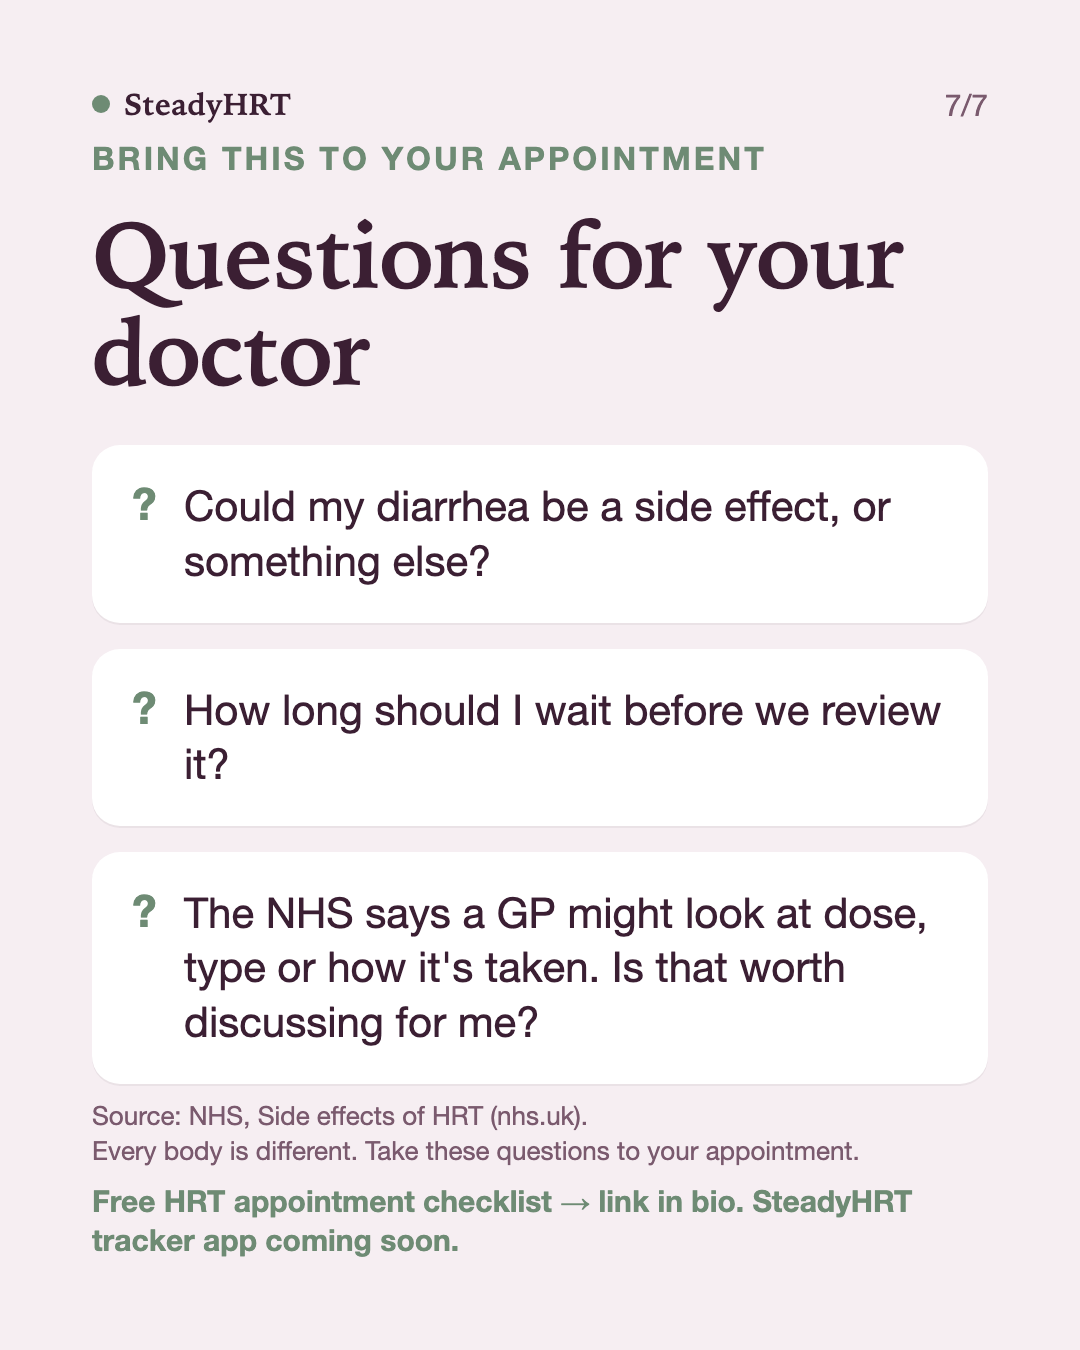 SteadyHRT
7/7
BRING THIS TO YOUR APPOINTMENT
Questions for your
doctor
? Could my diarrhea be a side effect, or
something else?
? How long should I wait before we review
it?
? The NHS says a GP might look at dose,
type or how it's taken. Is that worth
discussing for me?
Source: NHS, Side effects of HRT (nhs.uk).
Every body is different. Take these questions to your appointment.
Free HRT appointment checklist → link in bio. SteadyHRT
tracker app coming soon.